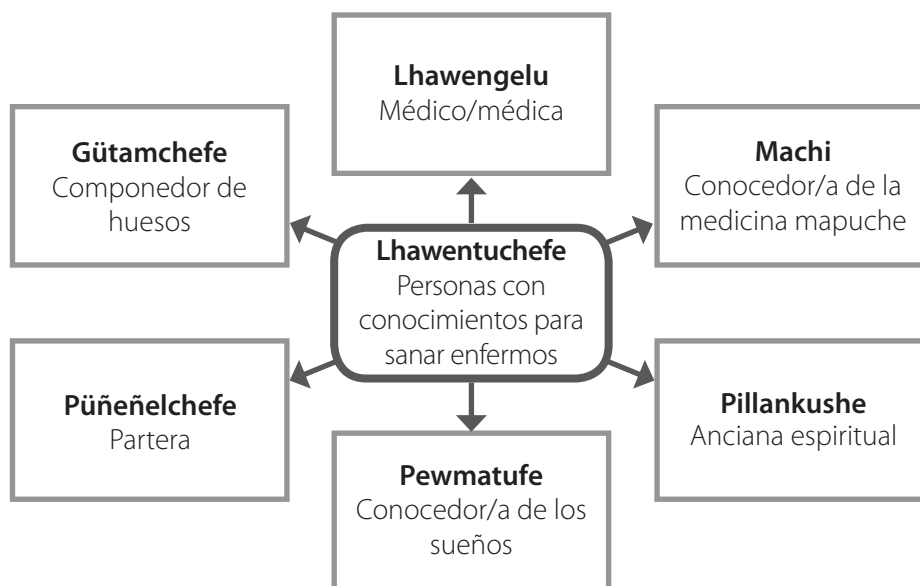 Lhawengelu
Médico/médica
Gütamchefe
Componedor de
huesos
Machi
Conocedor/a de la
medicina mapuche
Lhawentuchefe
Personas con
conocimientos para
sanar enfermos
Püñeñelchefe
Partera
Pillankushe
Anciana espiritual
Pewmatufe
Conocedor/a de los
sueños